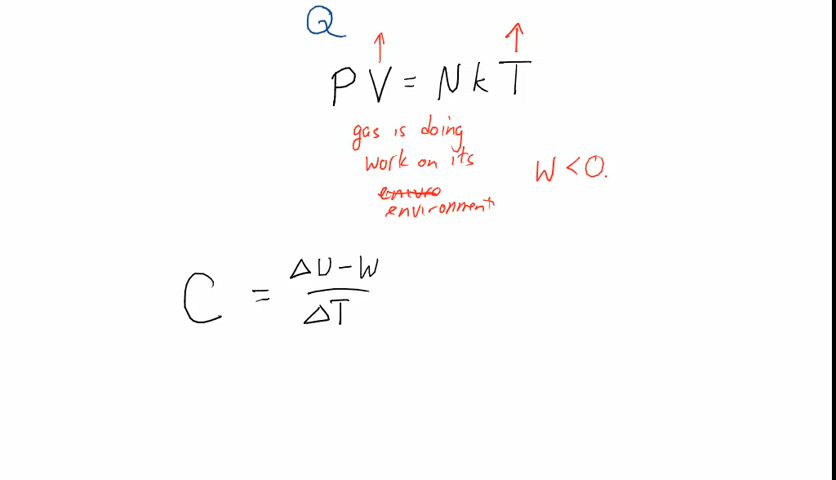 Q
PV = NkT
gas is doing
work on its
W < 0.
environment
C = ΔU - W
ΔT